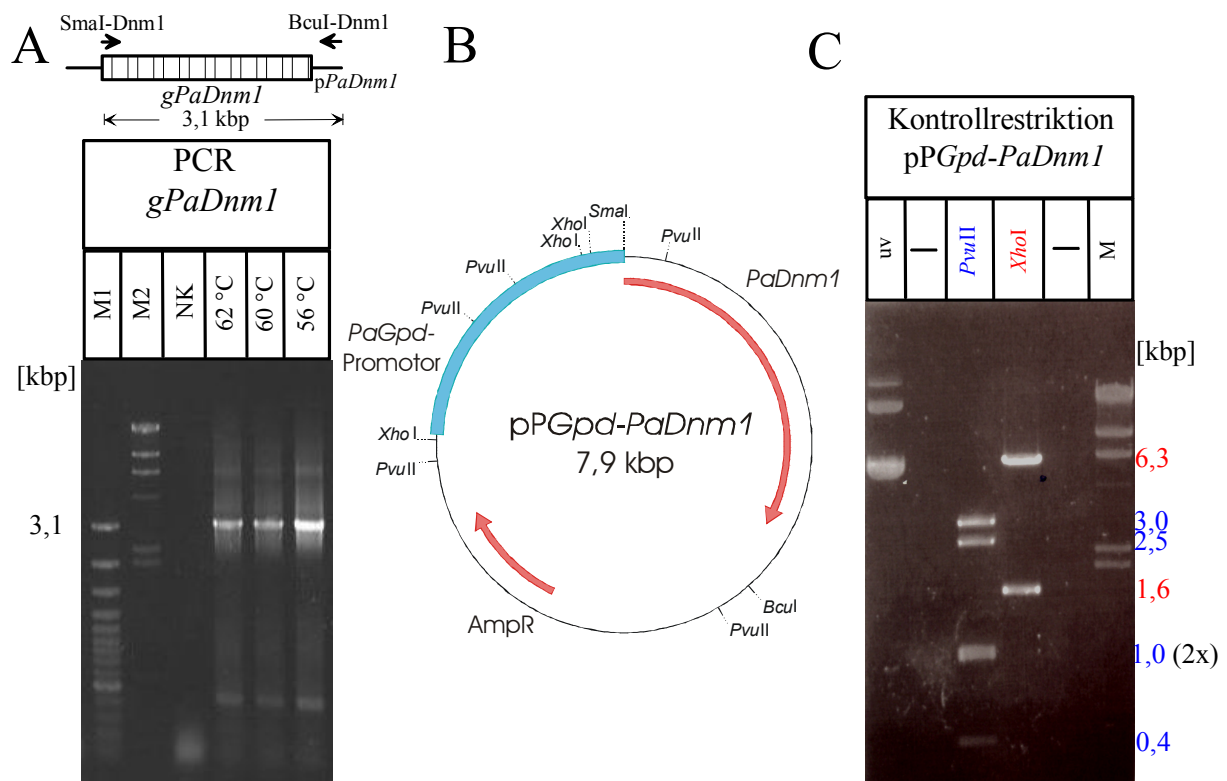 A
SmaI-Dnm1
BcuI-Dnm1
gPaDnm1
pPaDnm1
3,1 kbp
PCR
gPaDnm1
M1
M2
NK
62 °C
60 °C
56 °C
[kbp]
3,1
B
SmaI
XhoI
XhoI
PvuII
PvuII
PvuII
PaDnm1
PaGpd-
Promotor
XhoI
PvuII
pPGpd-PaDnm1
7,9 kbp
AmpR
BcuI
PvuII
C
Kontrollrestriktion
pPGpd-PaDnm1
uv
—
PvuII
XhoI
—
M
[kbp]
6,3
3,0
2,5
1,6
1,0 (2x)
0,4